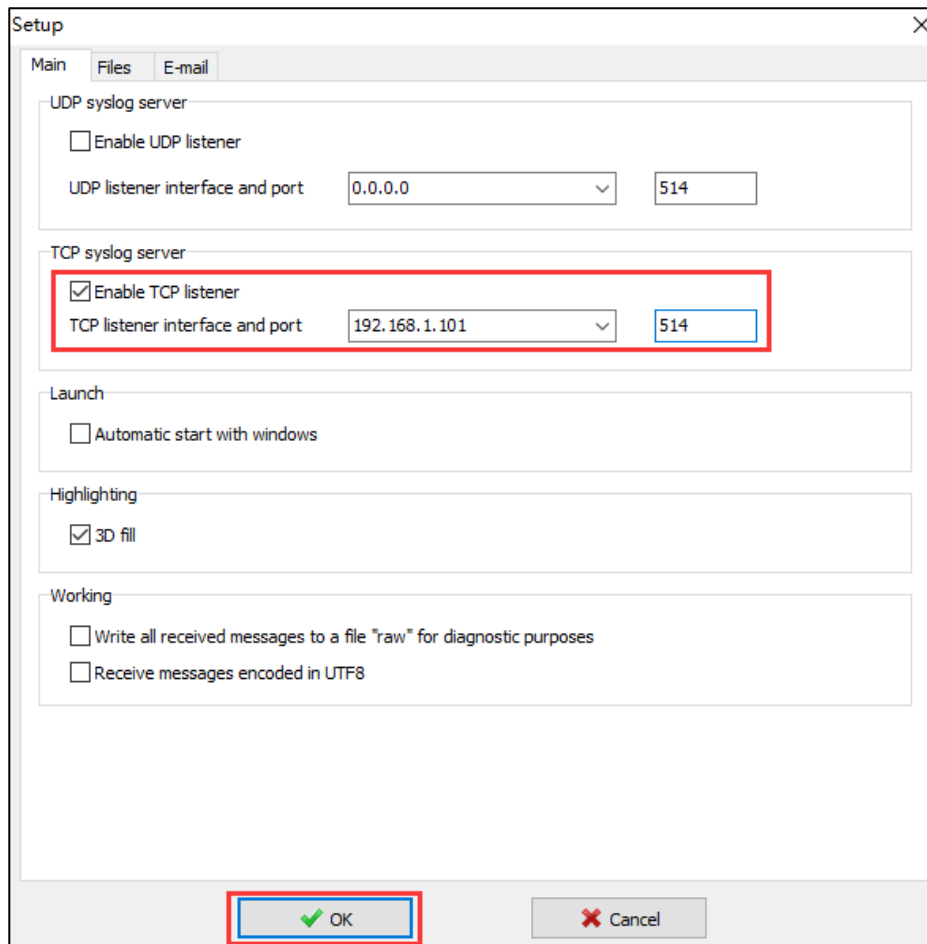 Setup
Main Files E-mail
UDP syslog server
Enable UDP listener
UDP listener interface and port 0.0.0.0 514
TCP syslog server
Enable TCP listener
TCP listener interface and port 192.168.1.101 514
Launch
Automatic start with windows
Highlighting
3D fill
Working
Write all received messages to a file "raw" for diagnostic purposes
Receive messages encoded in UTF8
OK Cancel